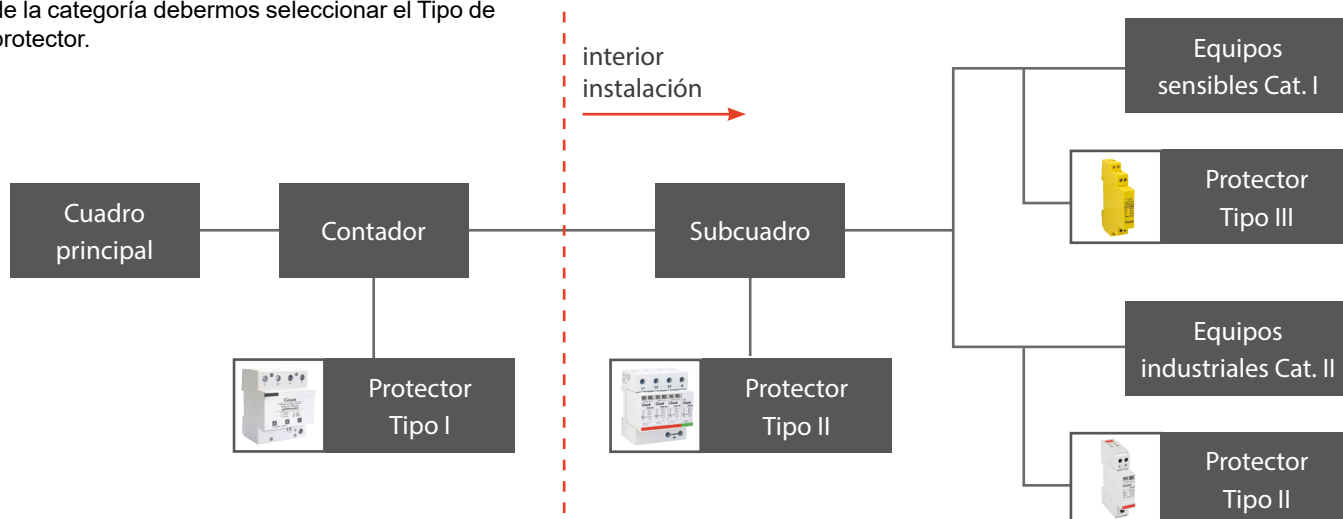 de la categoría debermos seleccionar el Tipo de
protector.
interior
instalación
Cuadro
principal
Contador
Protector
Tipo I
Subcuadro
Protector
Tipo II
Equipos
sensibles Cat. I
Protector
Tipo III
Equipos
industriales Cat. II
Protector
Tipo II